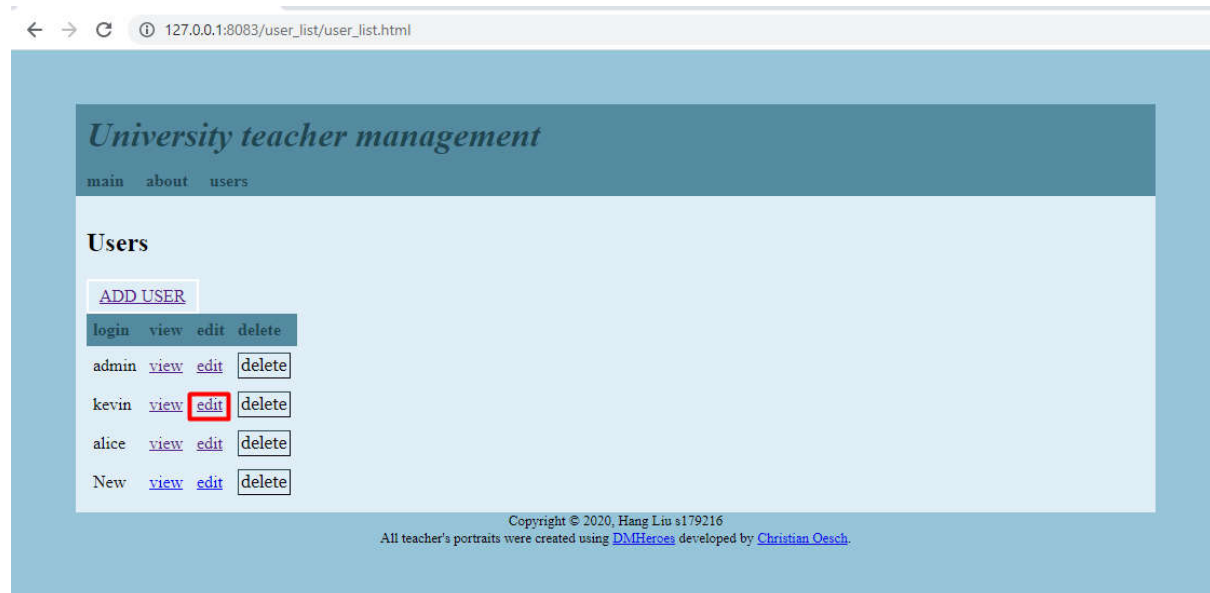 127.0.0.1:8083/user_list/user_list.html
University teacher management
main about users
Users
ADD USER
login view edit delete
admin view edit delete
kevin view edit delete
alice view edit delete
New view edit delete
Copyright © 2020, Hang Liu s179216
All teacher's portraits were created using DMHeroes developed by Christian Oesch.